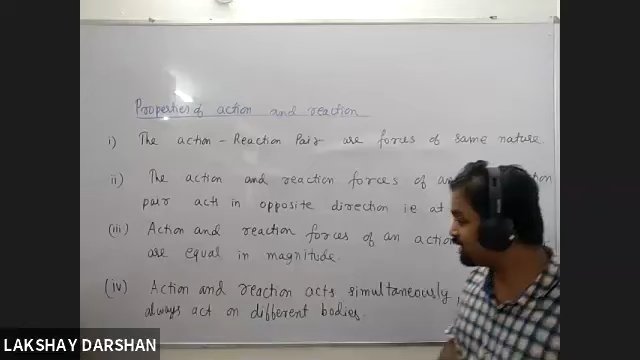 Properties of action and reaction
i) The action - Reaction Pair are forces of same nature.
ii) The action and reaction forces of
pair acts in opposite direction ie at
(iii) Action and reaction forces of an action
are equal in magnitude.
(iv) Action and reaction acts simultaneously
always act on different bodies.
LAKSHAY DARSHAN